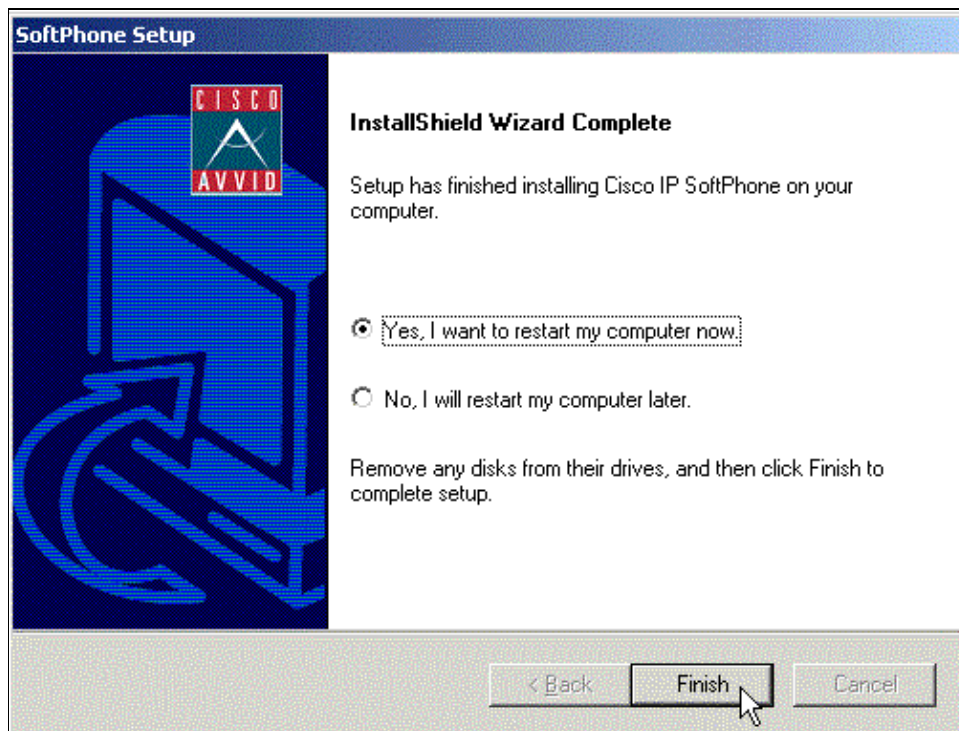 SoftPhone Setup
CISCO
AVVID
InstallShield Wizard Complete
Setup has finished installing Cisco IP SoftPhone on your
computer.
Yes, I want to restart my computer now.
No, I will restart my computer later.
Remove any disks from their drives, and then click Finish to
complete setup.
< Back
Finish
Cancel